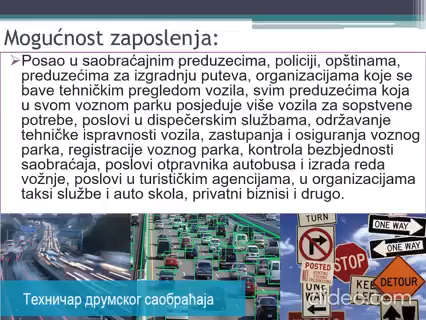 Mogućnost zaposlenja:
➢Posao u saobraćajnim preduzecima, policiji, opštinama,
preduzećima za izgradnju puteva, organizacijama koje se
bave tehničkim pregledom vozila, svim preduzećima koja
u svom voznom parku posjeduje više vozila za sopstvene
potrebe, poslovi u dispečerskim službama, održavanje
tehničke ispravnosti vozila, zastupanja i osiguranja voznog
parka, registracije voznog parka, kontrola bezbjednosti
saobraćaja, poslovi otpravnika autobusa i izrada reda
vožnje, poslovi u turističkim agencijama, u organizacijama
taksi službe i auto skola, privatni biznisi i drugo.
TURN
ONE WAY
ONE WAY
POSTED
STOP
DETOUR
Техничар друмског саобраћаја